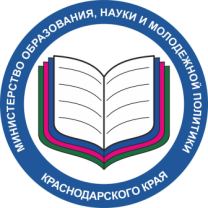 МИНИСТЕРСТВО ОБРАЗОВАНИЯ, НАУКИ И МОЛОДЕЖНОЙ ПОЛИТИКИ
КРАСНОДАРСКОГО КРАЯ